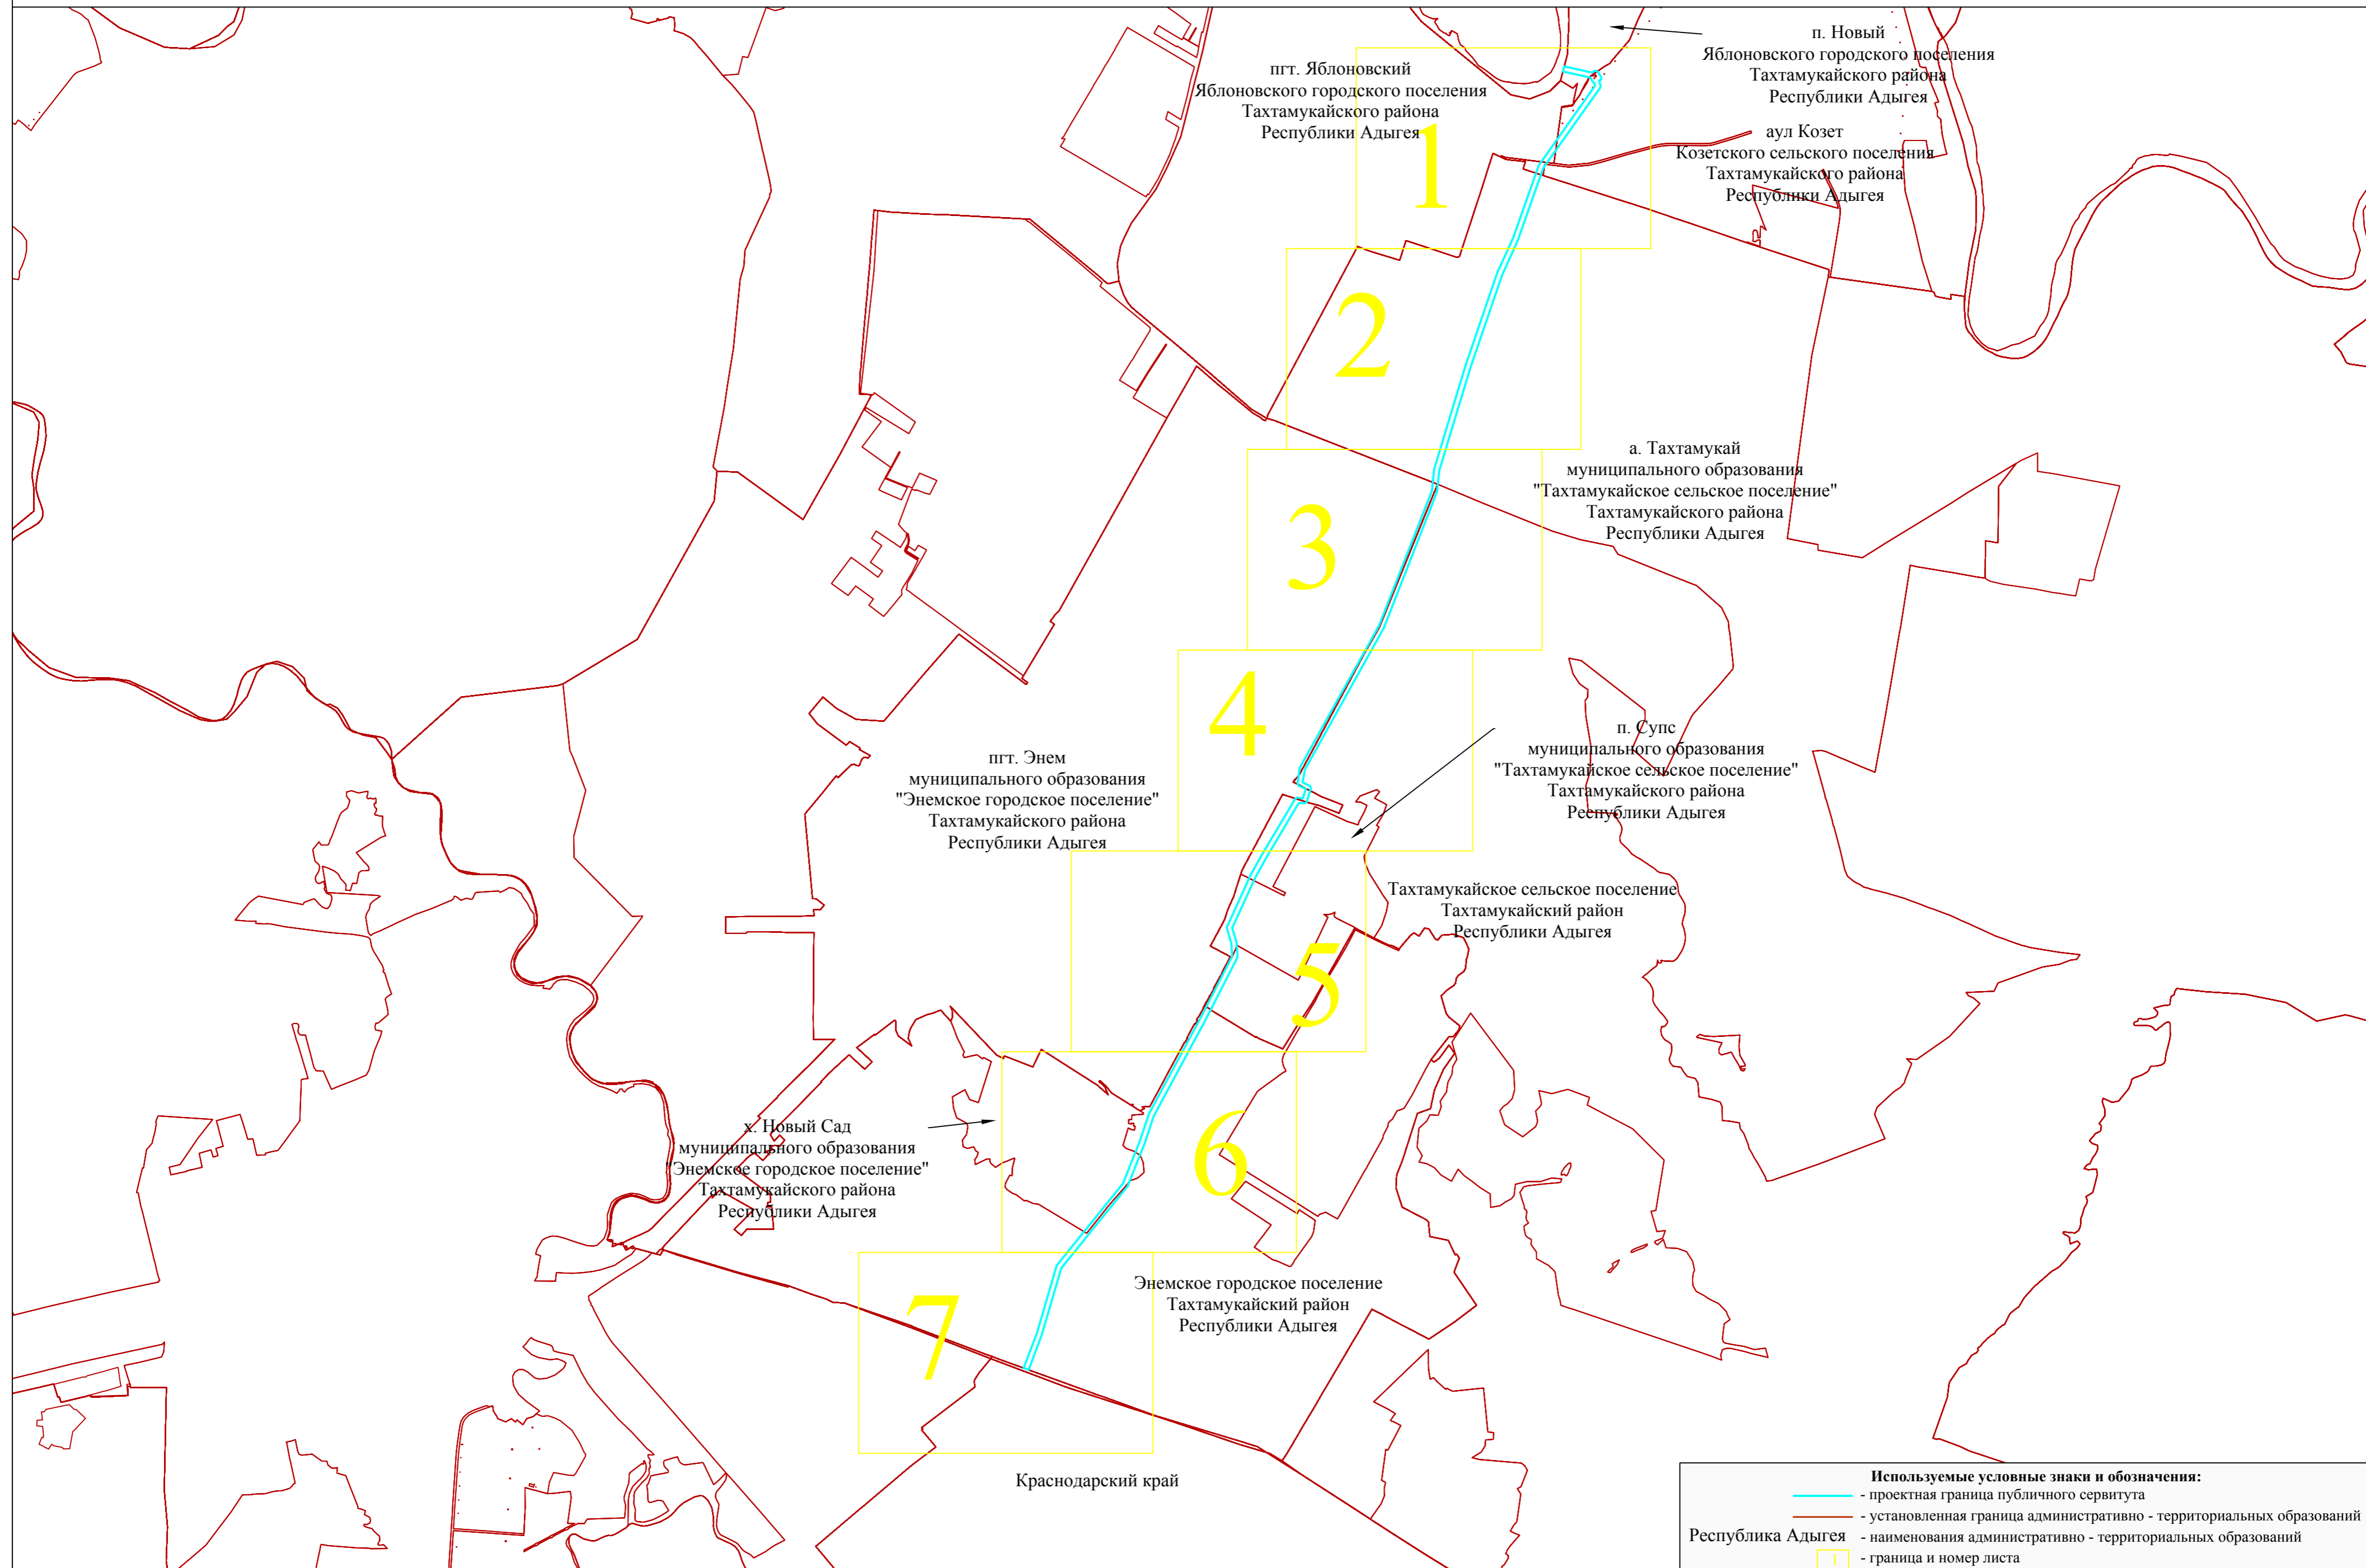 п. Новый
Яблоновского городского поселения
Тахтамукайского района
Республики Адыгея
пгт. Яблоновский
Яблоновского городского поселения
Тахтамукайского района
Республики Адыгея
1
аул Козет
Козетского сельского поселения
Тахтамукайского района
Республики Адыгея
2
а. Тахтамукай
муниципального образования
"Тахтамукайское сельское поселение"
Тахтамукайского района
Республики Адыгея
3
4
п. Супс
муниципального образования
"Тахтамукайское сельское поселение"
Тахтамукайского района
Республики Адыгея
пгт. Энем
муниципального образования
"Энемское городское поселение"
Тахтамукайского района
Республики Адыгея
Тахтамукайское сельское поселение
Тахтамукайский район
Республики Адыгея
5
х. Новый Сад
муниципального образования
"Энемское городское поселение"
Тахтамукайского района
Республики Адыгея
6
Энемское городское поселение
Тахтамукайский район
Республики Адыгея
7
Краснодарский край
Используемые условные знаки и обозначения:
- проектная граница публичного сервитута
- установленная граница административно - территориальных образований
Республика Адыгея - наименования административно - территориальных образований
1 - граница и номер листа